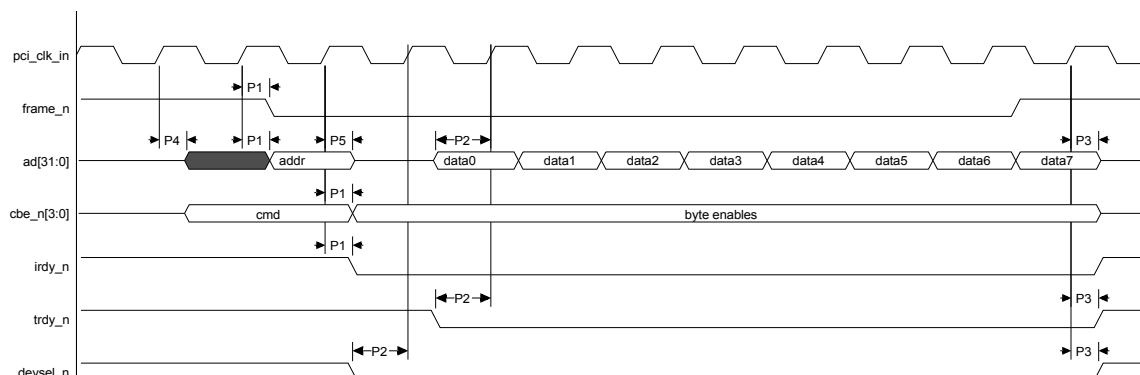 pci_clk_in
P1
frame_n
P4 P1 P5 P2 P3
ad[31:0] addr data0 data1 data2 data3 data4 data5 data6 data7
P1
cbe_n[3:0] cmd byte enables
P1
irdy_n
P2 P3
trdy_n
P2 P3
devsel_n